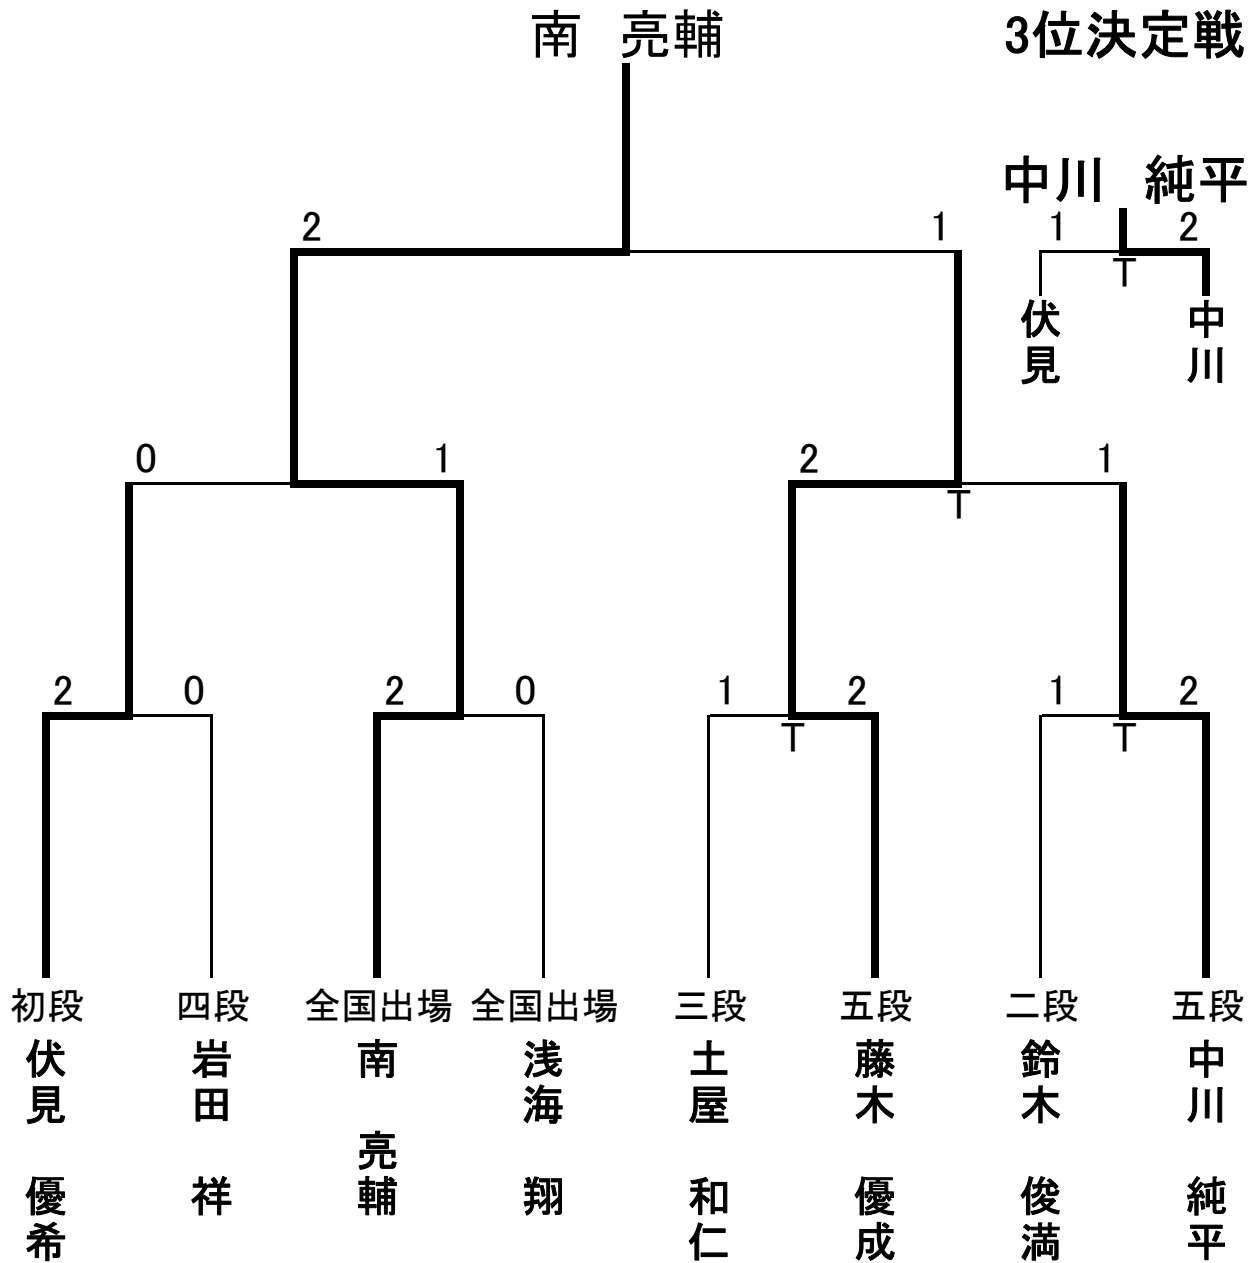 南　亮輔
3位決定戦
中川　純平
2
1
1
2
T
伏見
中川
0
1
2
1
T
2
0
2
0
1
2
1
2
T
T
初段
四段
全国出場
全国出場
三段
五段
二段
五段
伏見　優希
岩田　祥
南　亮輔
浅海　翔
土屋　和仁
藤木　優成
鈴木　俊満
中川　純平